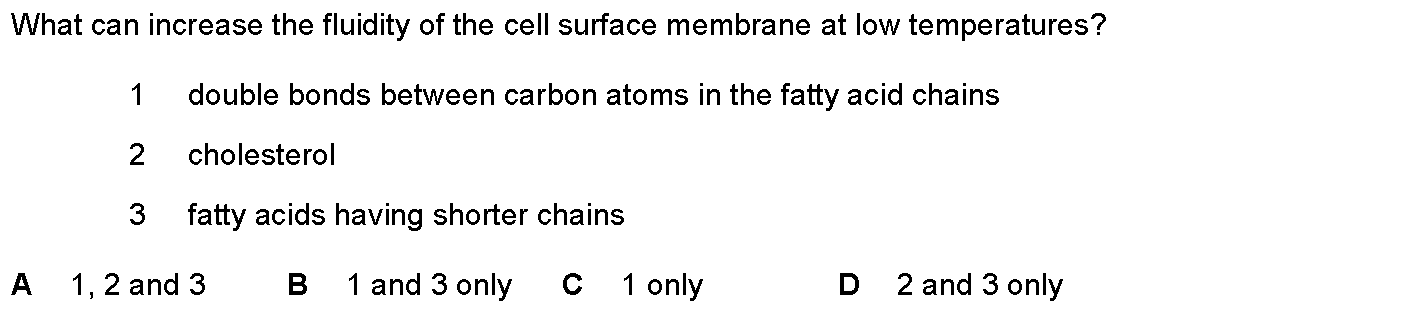 What can increase the fluidity of the cell surface membrane at low temperatures?
1 double bonds between carbon atoms in the fatty acid chains
2 cholesterol
3 fatty acids having shorter chains
A 1, 2 and 3 B 1 and 3 only C 1 only D 2 and 3 only